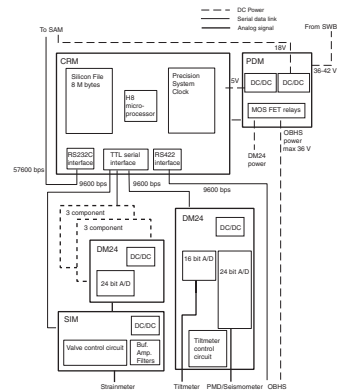 DC Power
Serial data link
Analog signal
To SAM
From SWB
18V
CRM
PDM
36-42 V
Silicon File
8 M bytes
Precision
System
Clock
5V
DC/DC
DC/DC
H8
micro-
processor
MOS FET relays
RS232C
interface
TTL serial
interface
RS422
interface
DM24
power
OBHS
power
max 36 V
57600 bps
9600 bps
9600 bps
9600 bps
3 component
3 component
DM24
DM24
DC/DC
DC/DC
16 bit A/D
24 bit A/D
24 bit A/D
SIM
DC/DC
Valve control circuit
Buf.
Amp.
Filters
Tiltmeter
control
circuit
Strainmeter
Tiltmeter
PMD/Seismometer
OBHS